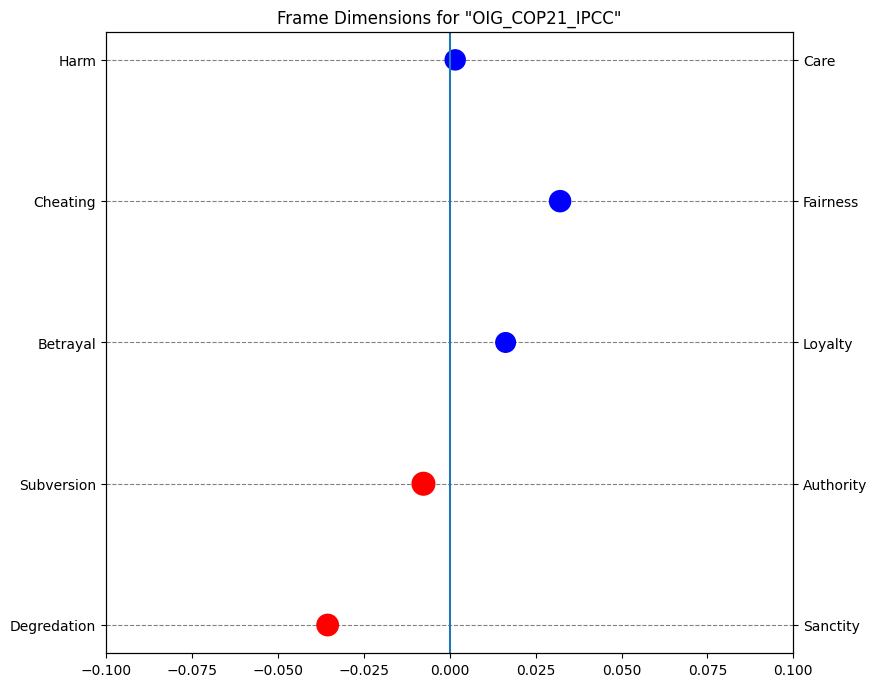 Frame Dimensions for "OIG_COP21_IPCC"
Harm Care
Cheating Fairness
Betrayal Loyalty
Subversion Authority
Degredation Sanctity
−0.100 −0.075 −0.050 −0.025 0.000 0.025 0.050 0.075 0.100